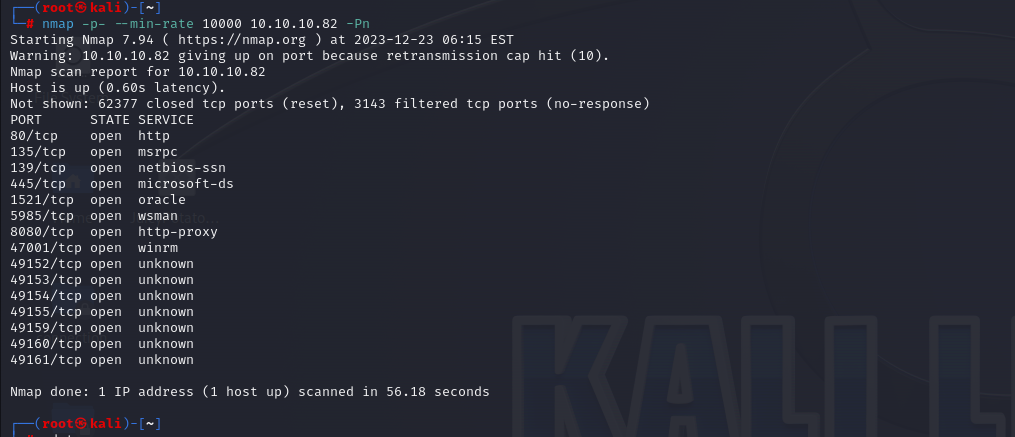 ┌──(root㉿kali)-[~]
└─# nmap -p- --min-rate 10000 10.10.10.82 -Pn
Starting Nmap 7.94 ( https://nmap.org ) at 2023-12-23 06:15 EST
Warning: 10.10.10.82 giving up on port because retransmission cap hit (10).
Nmap scan report for 10.10.10.82
Host is up (0.60s latency).
Not shown: 62377 closed tcp ports (reset), 3143 filtered tcp ports (no-response)
PORT      STATE SERVICE
80/tcp    open  http
135/tcp   open  msrpc
139/tcp   open  netbios-ssn
445/tcp   open  microsoft-ds
1521/tcp  open  oracle
5985/tcp  open  wsman
8080/tcp  open  http-proxy
47001/tcp open  winrm
49152/tcp open  unknown
49153/tcp open  unknown
49154/tcp open  unknown
49155/tcp open  unknown
49159/tcp open  unknown
49160/tcp open  unknown
49161/tcp open  unknown
Nmap done: 1 IP address (1 host up) scanned in 56.18 seconds
┌──(root㉿kali)-[~]
KALI L